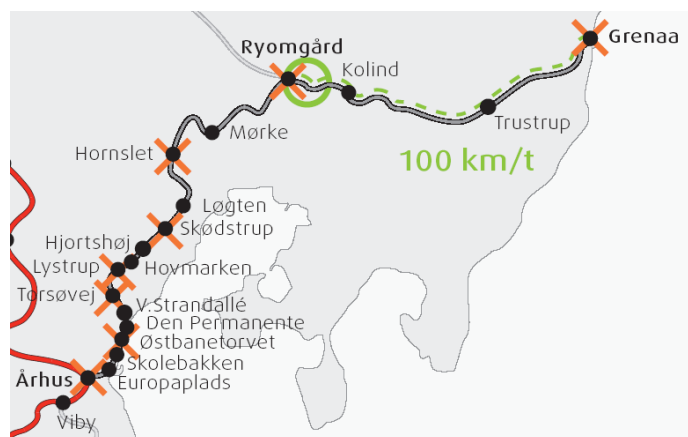 Grenaa
Ryomgård
Kolind
Trustrup
Mørke
100 km/t
Hornslet
Løgten
Skødstrup
Hjortshøj
Lystrup
Hovmarken
Torsøvej
V.Strandallé
Den Permanente
Østbanetorvet
Skolebakken
Århus
Europaplads
Viby